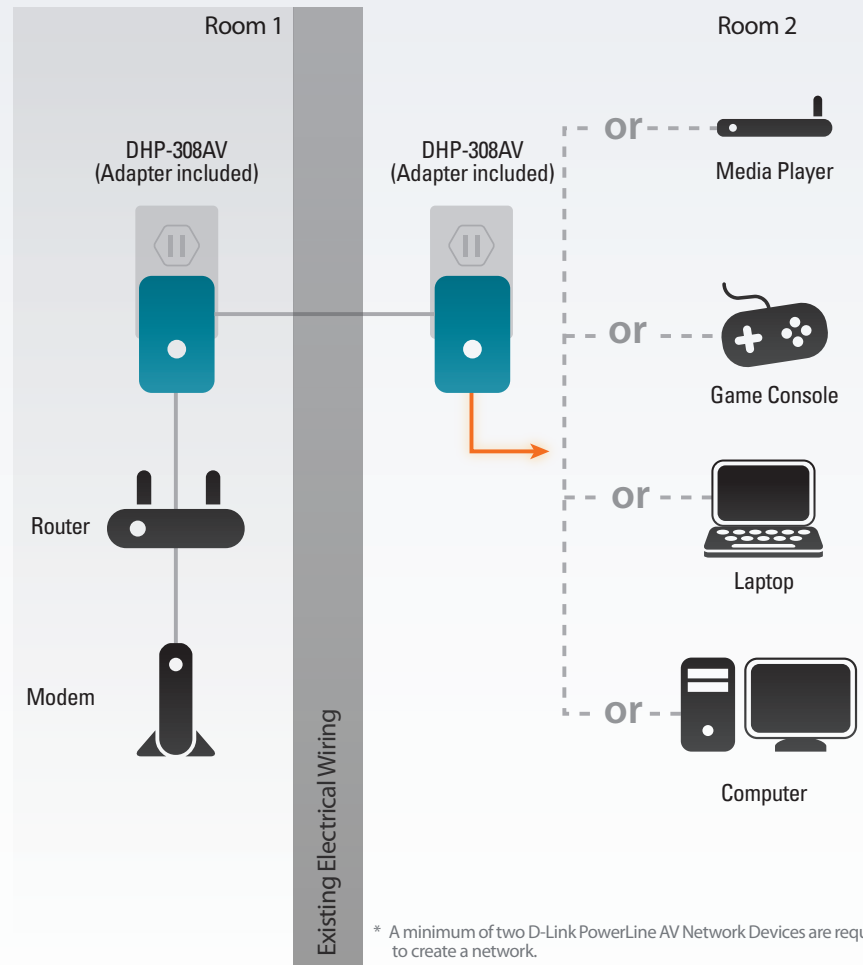 Room 1
Room 2
DHP-308AV
(Adapter included)
DHP-308AV
(Adapter included)
or
Media Player
or
Game Console
Router
or
Laptop
Modem
or
Computer
Existing Electrical Wiring
* A minimum of two D-Link PowerLine AV Network Devices are requ
to create a network.